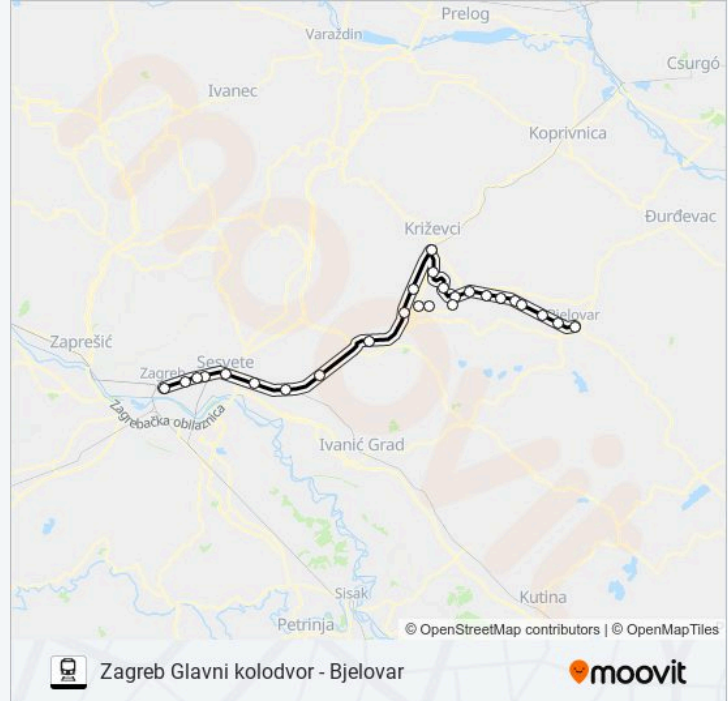 Prelog
Varaždin
Csurgó
Ivanec
Koprivnica
Đurđevac
Križevci
Zaprešić
Sesvete
Zagreb
Bjelovar
Zagrebačka obilaznica
Ivanić Grad
Kutina
Sisak
Petrinja
moovit
© OpenStreetMap contributors | © OpenMapTiles
Zagreb Glavni kolodvor - Bjelovar
moovit